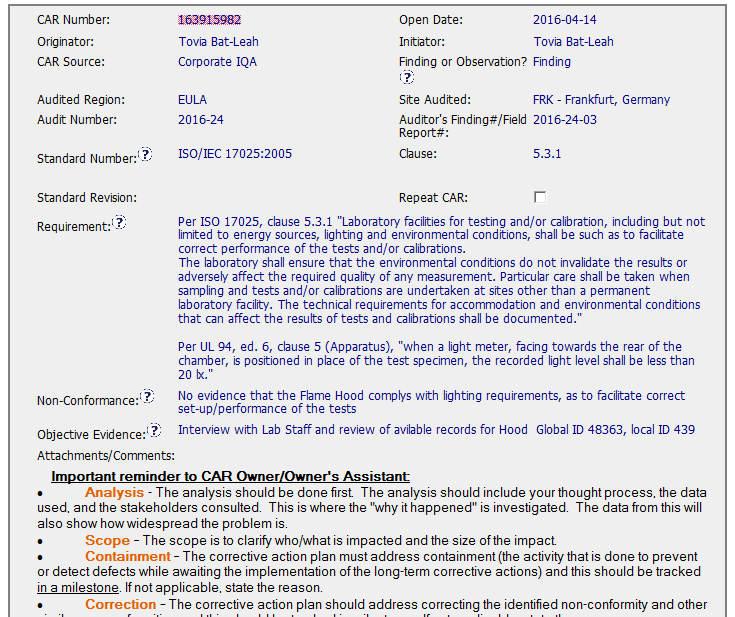 CAR Number: 163915982 Open Date: 2016-04-14
Originator: Tovia Bat-Leah Initiator: Tovia Bat-Leah
CAR Source: Corporate IQA Finding or Observation? Finding
?
Audited Region: EULA Site Audited: FRK - Frankfurt, Germany
Audit Number: 2016-24 Auditor's Finding#/Field 2016-24-03
Report#:
Standard Number: ? ISO/IEC 17025:2005 Clause: 5.3.1
Standard Revision: Repeat CAR:
Requirement: ? Per ISO 17025, clause 5.3.1 "Laboratory facilities for testing and/or calibration, including but not
limited to energy sources, lighting and environmental conditions, shall be such as to facilitate
correct performance of the tests and/or calibrations.
The laboratory shall ensure that the environmental conditions do not invalidate the results or
adversely affect the required quality of any measurement. Particular care shall be taken when
sampling and tests and/or calibrations are undertaken at sites other than a permanent
laboratory facility. The technical requirements for accommodation and environmental conditions
that can affect the results of tests and calibrations shall be documented."
Per UL 94, ed. 6, clause 5 (Apparatus), "when a light meter, facing towards the rear of the
chamber, is positioned in place of the test specimen, the recorded light level shall be less than
20 lx."
Non-Conformance: ? No evidence that the Flame Hood complys with lighting requirements, as to facilitate correct
set-up/performance of the tests
Objective Evidence: ? Interview with Lab Staff and review of avilable records for Hood Global ID 48363, local ID 439
Attachments/Comments:
Important reminder to CAR Owner/Owner's Assistant:
• Analysis - The analysis should be done first. The analysis should include your thought process, the data
used, and the stakeholders consulted. This is where the "why it happened" is investigated. The data from this will
also show how widespread the problem is.
• Scope – The scope is to clarify who/what is impacted and the size of the impact.
• Containment – The corrective action plan must address containment (the activity that is done to prevent
or detect defects while awaiting the implementation of the long-term corrective actions) and this should be tracked
in a milestone. If not applicable, state the reason.
• Correction – The corrective action plan should address correcting the identified non-conformity and other